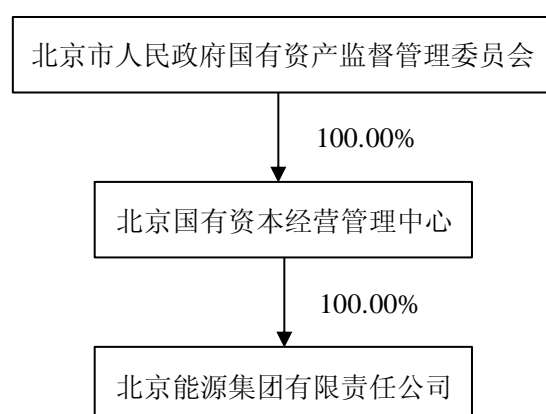 北京市人民政府国有资产监督管理委员会
100.00%
北京国有资本经营管理中心
100.00%
北京能源集团有限责任公司